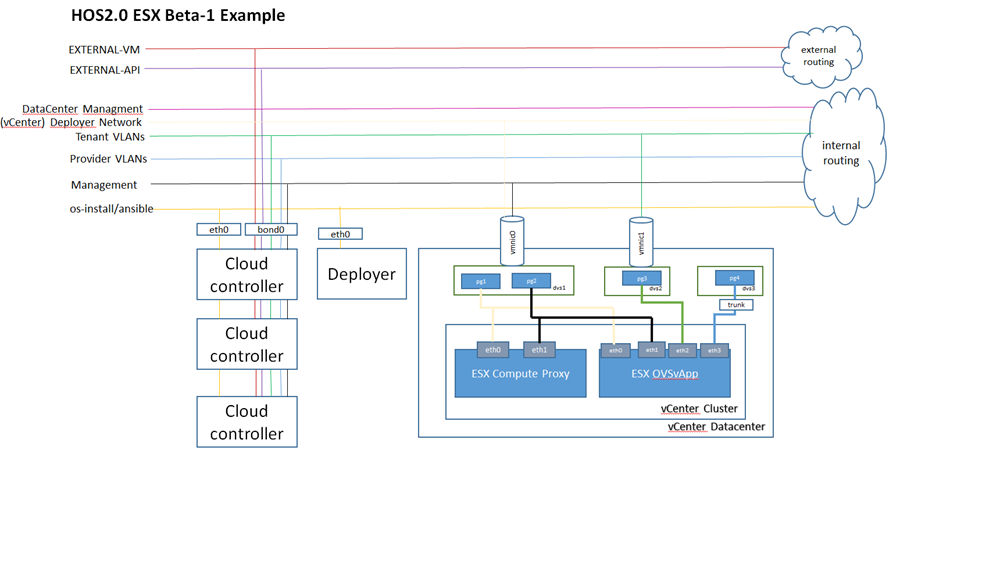 HOS2.0 ESX Beta-1 Example
EXTERNAL-VM
EXTERNAL-API
external
routing
DataCenter Managment
(vCenter) Deployer Network
Tenant VLANs
Provider VLANs
Management
os-install/ansible
internal
routing
eth0
bond0
eth0
vmnic0
vmnic1
Cloud
controller
Deployer
pg1
pg2
dvs1
pg3
dvs2
pg4
dvs3
trunk
Cloud
controller
eth0
eth1
eth0
eth1
eth2
eth3
ESX Compute Proxy
ESX OVSvApp
vCenter Cluster
vCenter Datacenter
Cloud
controller